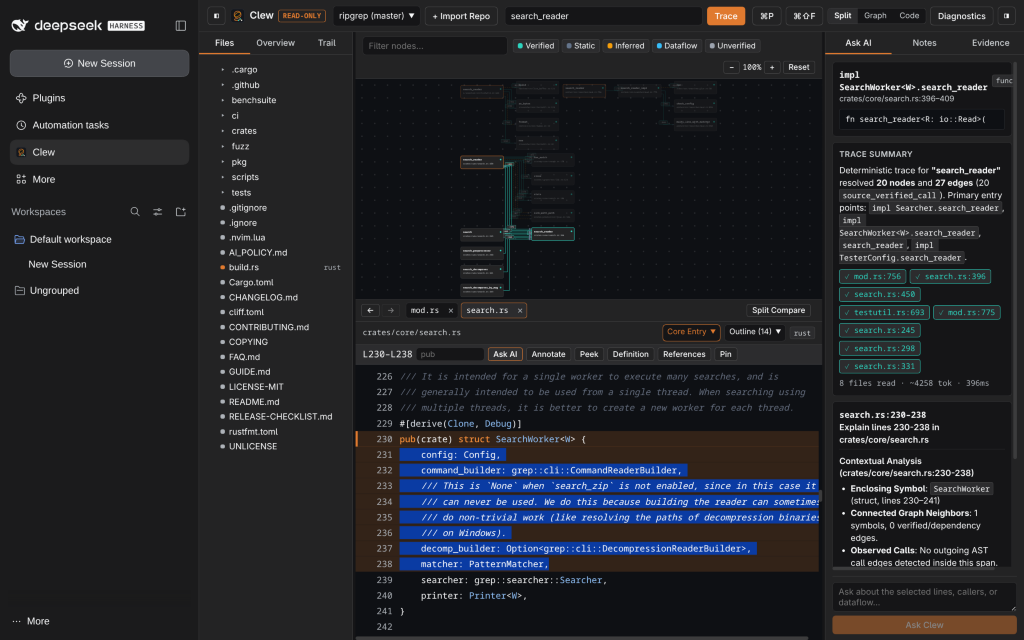 deepseek HARNESS
New Session
Plugins
Automation tasks
Clew
More
Workspaces
Default workspace
New Session
Ungrouped
More
Clew READ-ONLY ripgrep (master) ▼ + Import Repo search_reader Trace ⌘P ⌘⇧F Split Graph Code Diagnostics
Files Overview Trail
.cargo
.github
benchsuite
ci
crates
fuzz
pkg
scripts
tests
.gitignore
.ignore
.nvim.lua
AI_POLICY.md
build.rs rust
Cargo.toml
CHANGELOG.md
cliff.toml
CONTRIBUTING.md
COPYING
FAQ.md
GUIDE.md
LICENSE-MIT
README.md
RELEASE-CHECKLIST.md
rustfmt.toml
UNLICENSE
Filter nodes... Verified Static Inferred Dataflow Unverified
− 100% + Reset
← → mod.rs × search.rs × Split Compare
crates/core/search.rs Core Entry ▼ Outline (14) ▼ rust
L230–L238 pub Ask AI Annotate Peek Definition References Pin
226 /// It is intended for a single worker to execute many searches, and is
227 /// generally intended to be used from a single thread. When searching using
228 /// multiple threads, it is better to create a new worker for each thread.
229 #[derive(Clone, Debug)]
230 pub(crate) struct SearchWorker<W> {
231 config: Config,
232 command_builder: grep::cli::CommandReaderBuilder,
233 /// This is `None` when `search_zip` is not enabled, since in this case it
234 /// can never be used. We do this because building the reader can sometimes
235 /// do non-trivial work (like resolving the paths of decompression binaries
236 /// on Windows).
237 decomp_builder: Option<grep::cli::DecompressionReaderBuilder>,
238 matcher: PatternMatcher,
239 searcher: grep::searcher::Searcher,
240 printer: Printer<W>,
241 }
242
Ask AI Notes Evidence
impl
SearchWorker<W>.search_reader func
crates/core/search.rs:396–409
fn search_reader<R: io::Read>(
TRACE SUMMARY
Deterministic trace for "search_reader"
resolved 20 nodes and 27 edges (20
source_verified_call). Primary entry
points: impl Searcher.search_reader,
impl
SearchWorker<W>.search_reader,
search_reader, impl
TesterConfig.search_reader.
✓ mod.rs:756 ✓ search.rs:396
✓ search.rs:450
✓ testutil.rs:693 ✓ mod.rs:775
✓ search.rs:245
✓ search.rs:298
✓ search.rs:331
8 files read · ~4258 tok · 396ms
search.rs:230-238
Explain lines 230-238 in
crates/core/search.rs
Contextual Analysis
(crates/core/search.rs:230-238)
• Enclosing Symbol: SearchWorker
(struct, lines 230–241)
• Connected Graph Neighbors: 1
symbols, 0 verified/dependency
edges.
• Observed Calls: No outgoing AST
call edges detected inside this span.
Ask about the selected lines, callers, or
dataflow...
Ask Clew